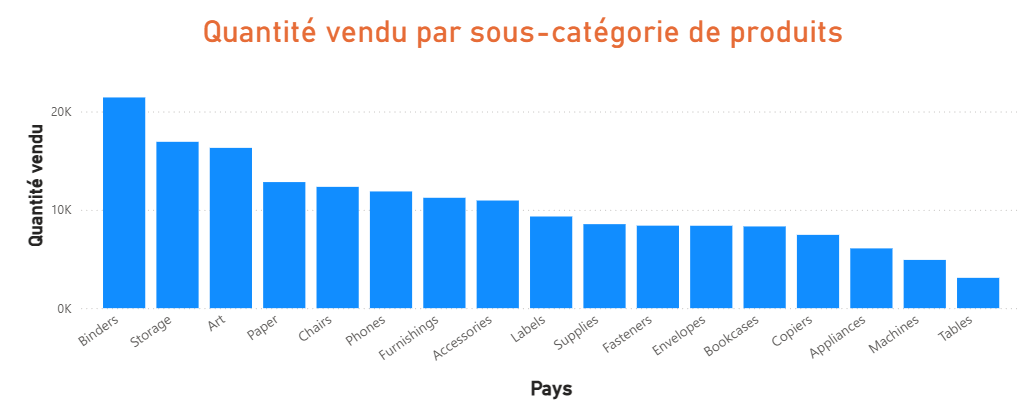 Quantité vendu par sous-catégorie de produits
Quantité vendu
20K
10K
0K
Binders
Storage
Art
Paper
Chairs
Phones
Furnishings
Accessories
Labels
Supplies
Fasteners
Envelopes
Bookcases
Copiers
Appliances
Machines
Tables
Pays